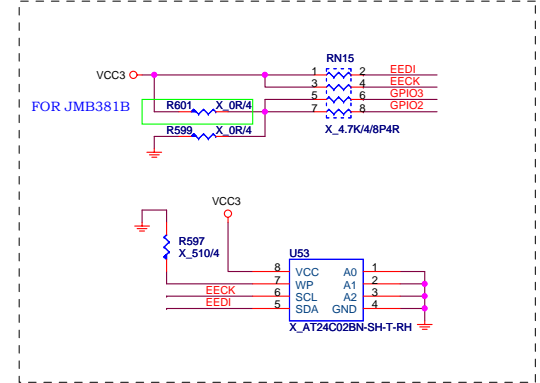 RN15
VCC3 1 2 EEDI
3 4 EECK
FOR JMB381B R601 X_0R/4 5 6 GPIO3
7 8 GPIO2
R599 X_0R/4 X_4.7K/4/8P4R
VCC3
R597
X_510/4
U53
8 VCC A0 1
7 WP A1 2
EECK 6 SCL A2 3
EEDI 5 SDA GND 4
X_AT24C02BN-SH-T-RH